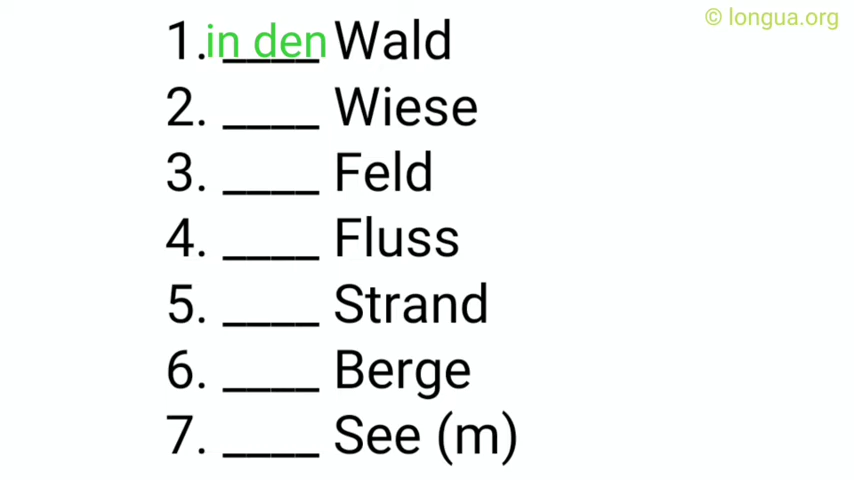 © longua.org
1. in den Wald
2. ____ Wiese
3. ____ Feld
4. ____ Fluss
5. ____ Strand
6. ____ Berge
7. ____ See (m)